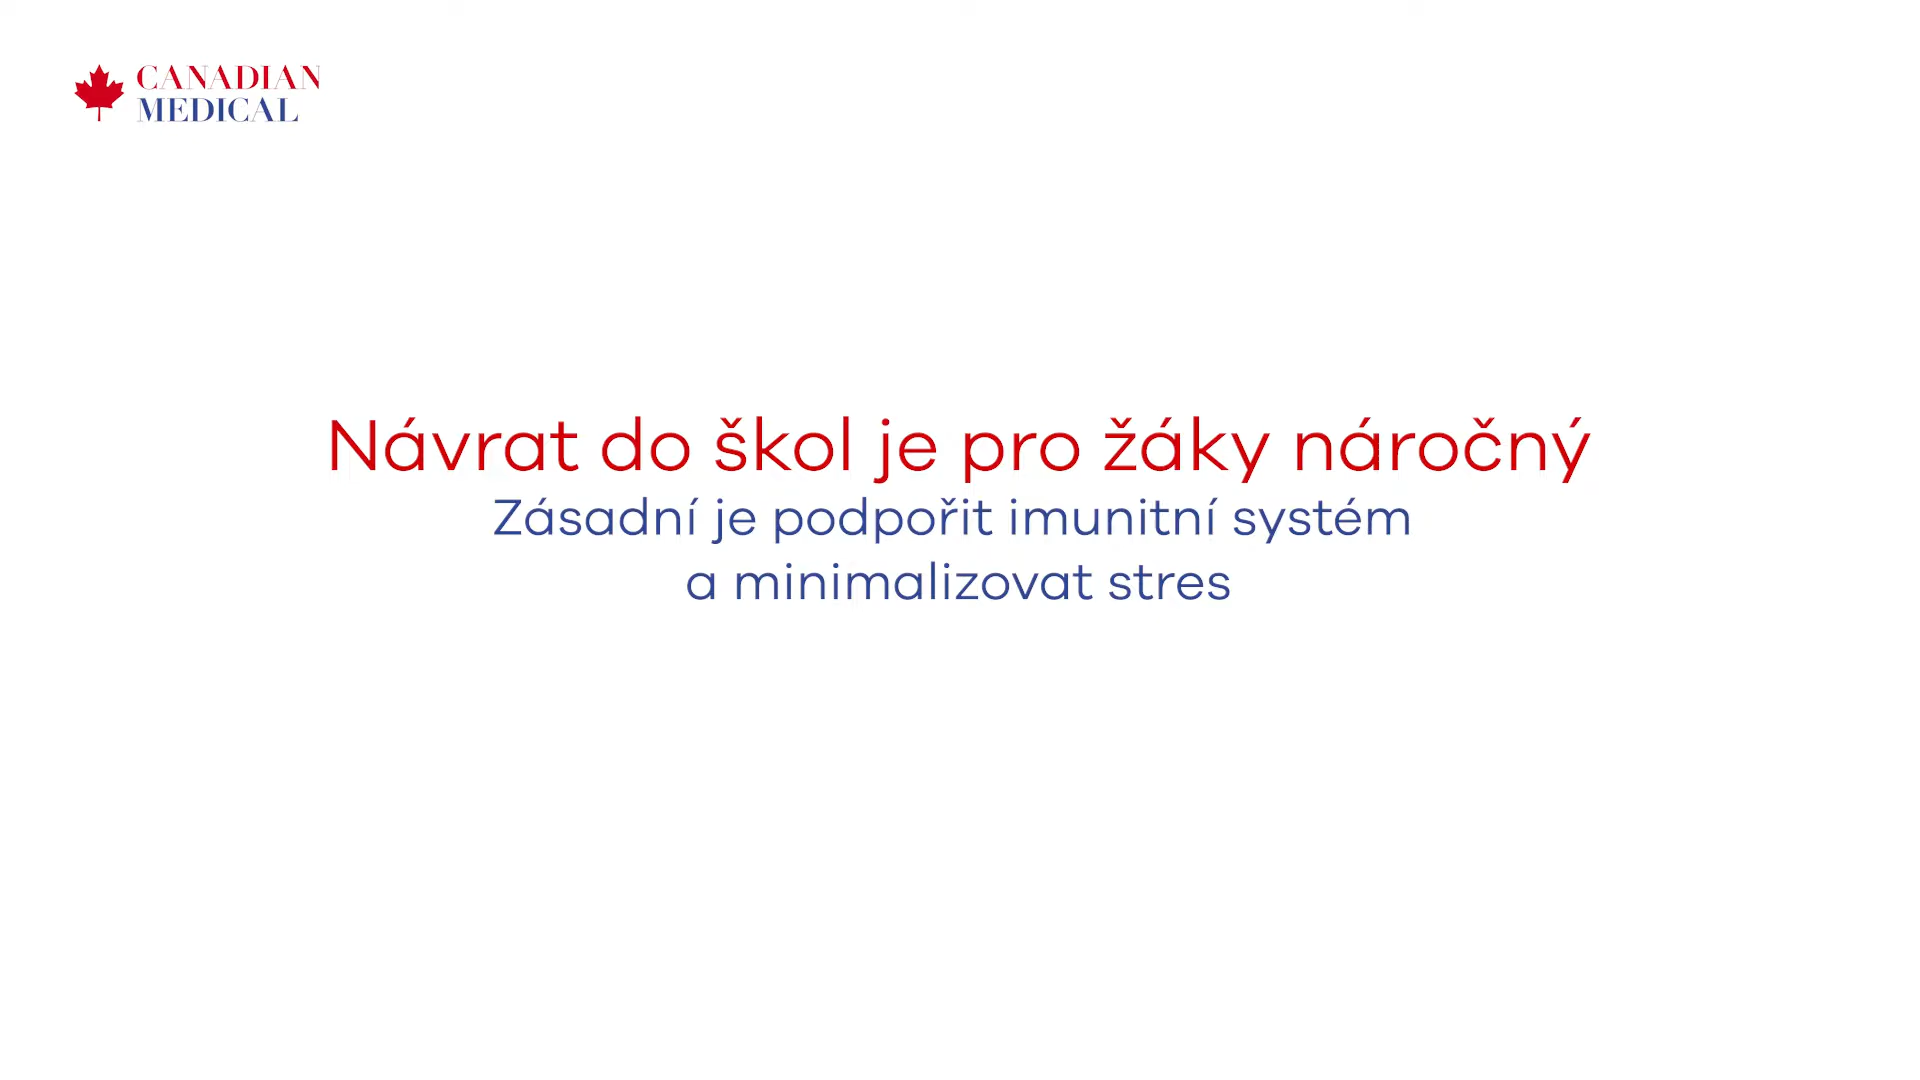 CANADIAN
MEDICAL
Návrat do škol je pro žáky náročný
Zásadní je podpořit imunitní systém
a minimalizovat stres